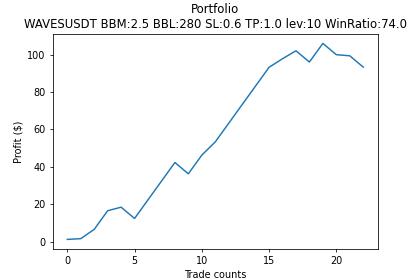 Portfolio
WAVESUSDT BBM:2.5 BBL:280 SL:0.6 TP:1.0 lev:10 WinRatio:74.0
Profit ($)
100
80
60
40
20
0
0 5 10 15 20
Trade counts